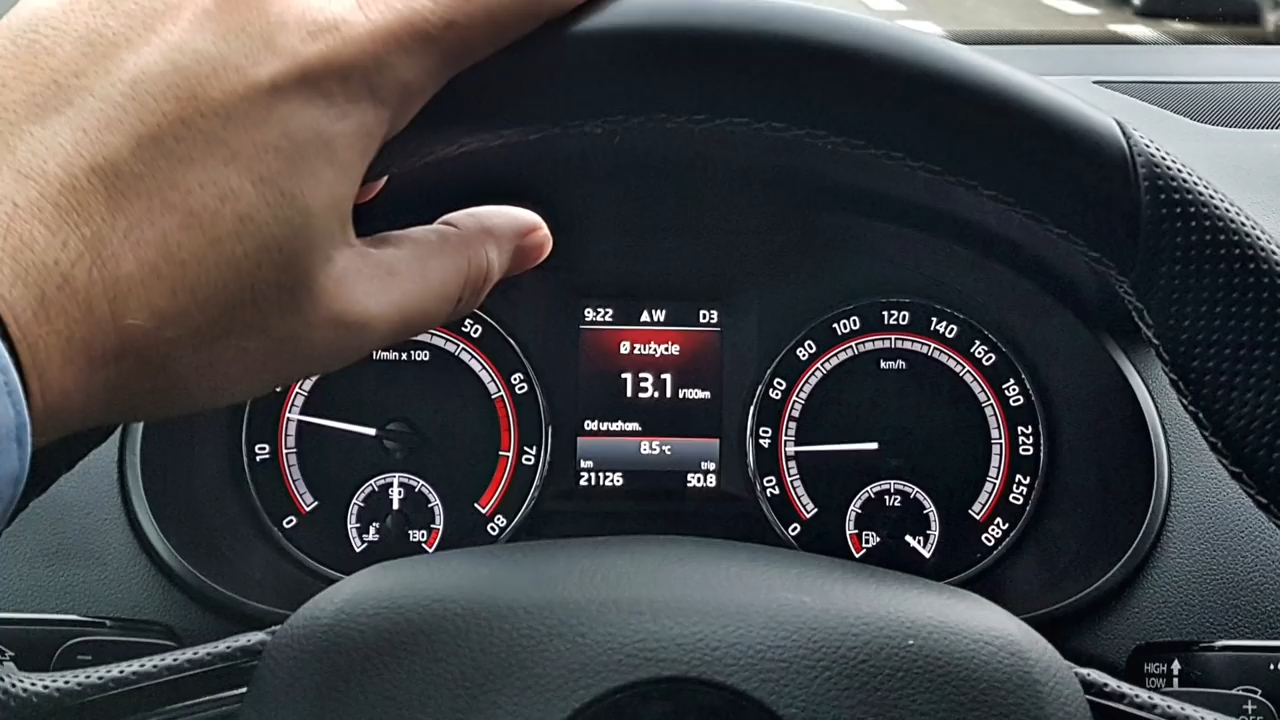 9:22 ▲W D3
Ø zużycie
13.1 l/100km
Od uruchom.
8.5 °C
km trip
21126 50.8
1/min x 100
0
10
50
60
70
80
90
130
km/h
0
20
40
60
80
100
120
140
160
190
220
250
280
1/2
1/1
HIGH
LOW
−
+